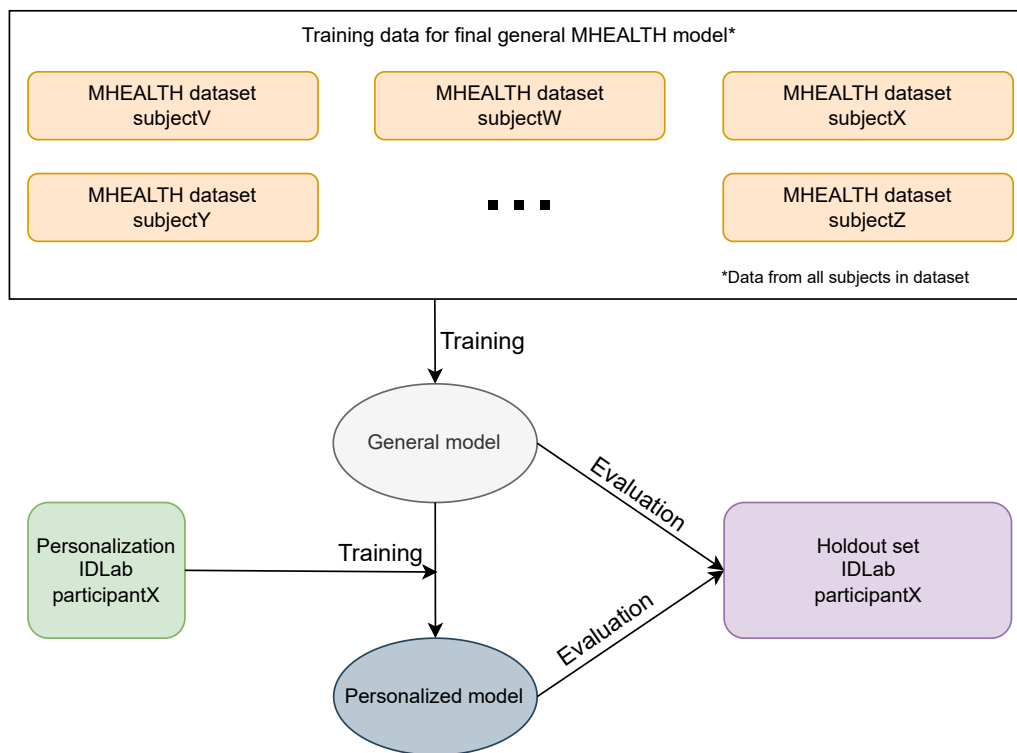 Training data for final general MHEALTH model*
MHEALTH dataset
subjectV
MHEALTH dataset
subjectW
MHEALTH dataset
subjectX
MHEALTH dataset
subjectY
MHEALTH dataset
subjectZ
*Data from all subjects in dataset
Training
General model
Evaluation
Personalization
IDLab
participantX
Training
Holdout set
IDLab
participantX
Evaluation
Personalized model